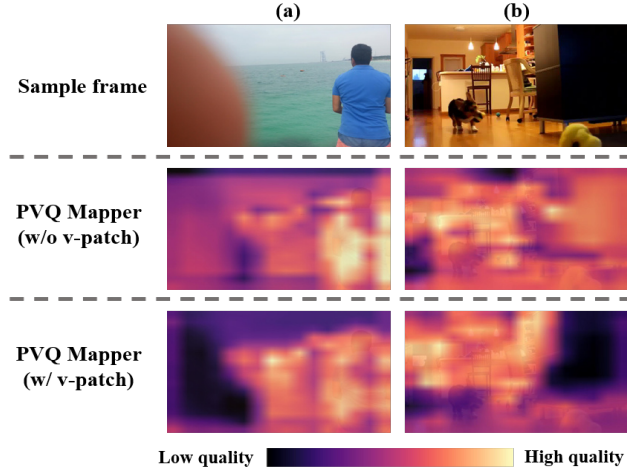 (a) (b)
Sample frame
PVQ Mapper
(w/o v-patch)
PVQ Mapper
(w/ v-patch)
Low quality High quality